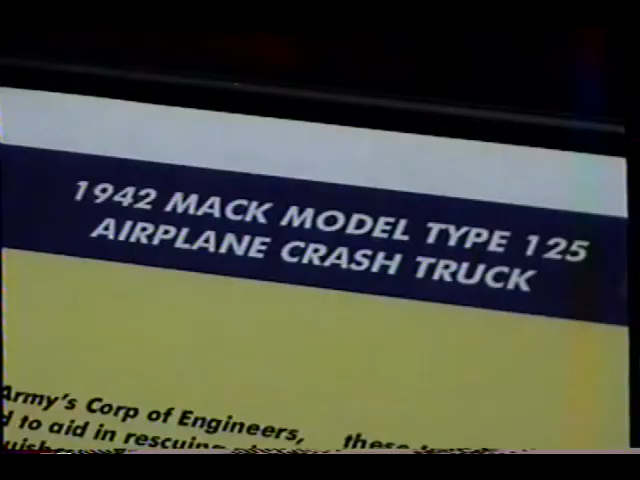 1942 MACK MODEL TYPE 125
AIRPLANE CRASH TRUCK
Army's Corp of Engineers, these
d to aid in rescuing